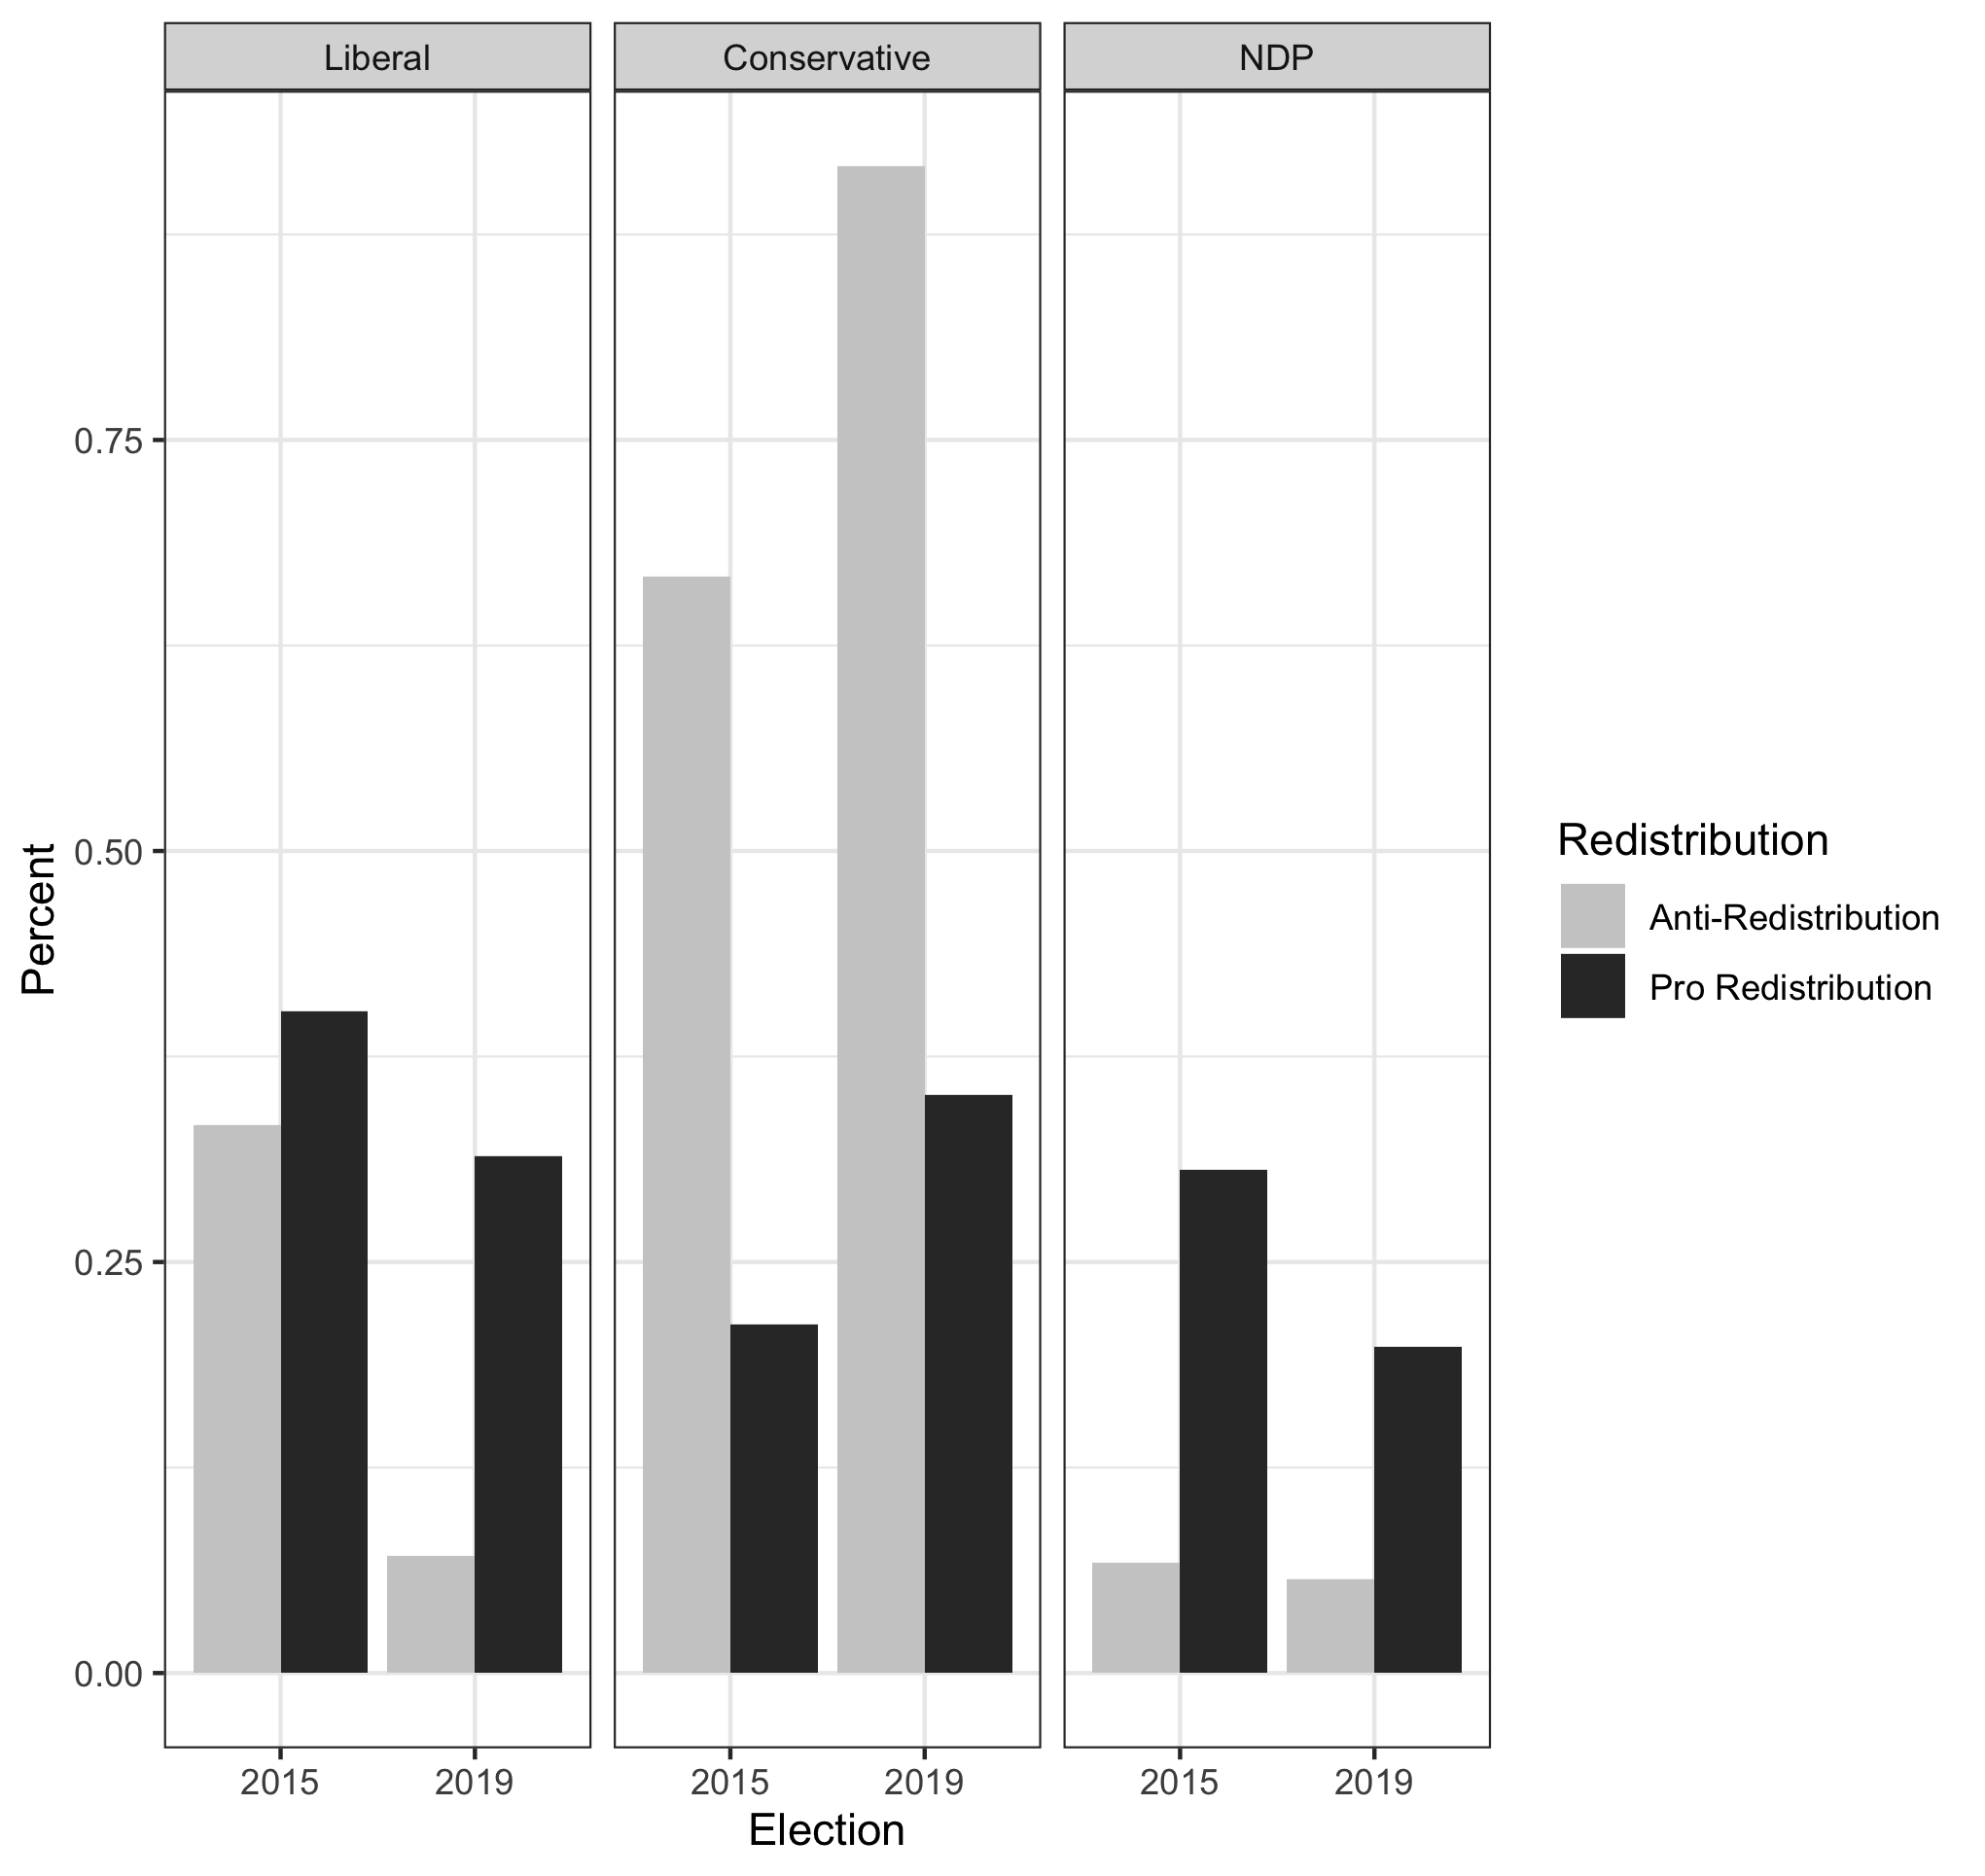 Liberal
Conservative
NDP
0.75
0.50
0.25
0.00
Percent
2015
2019
2015
2019
2015
2019
Election
Redistribution
Anti-Redistribution
Pro Redistribution